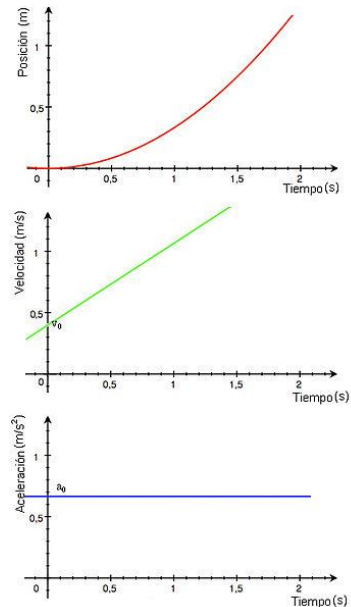 Posición (m)
1
0,5
0
0,5
1
1,5
2
Tiempo(s)
Velocidad (m/s)
1
0,5
v₀
0
0,5
1
1,5
2
Tiempo(s)
Aceleración (m/s²)
1
a₀
0,5
0
0,5
1
1,5
2
Tiempo(s)